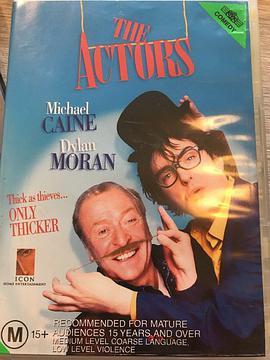 COMEDY
THE
ACTORS
Michael
CAINE
Dylan
MORAN
Thick as thieves...
ONLY
THICKER
ICON
HOME ENTERTAINMENT
M 15+
RECOMMENDED FOR MATURE
AUDIENCES 15 YEARS AND OVER
MEDIUM LEVEL COARSE LANGUAGE,
LOW LEVEL VIOLENCE